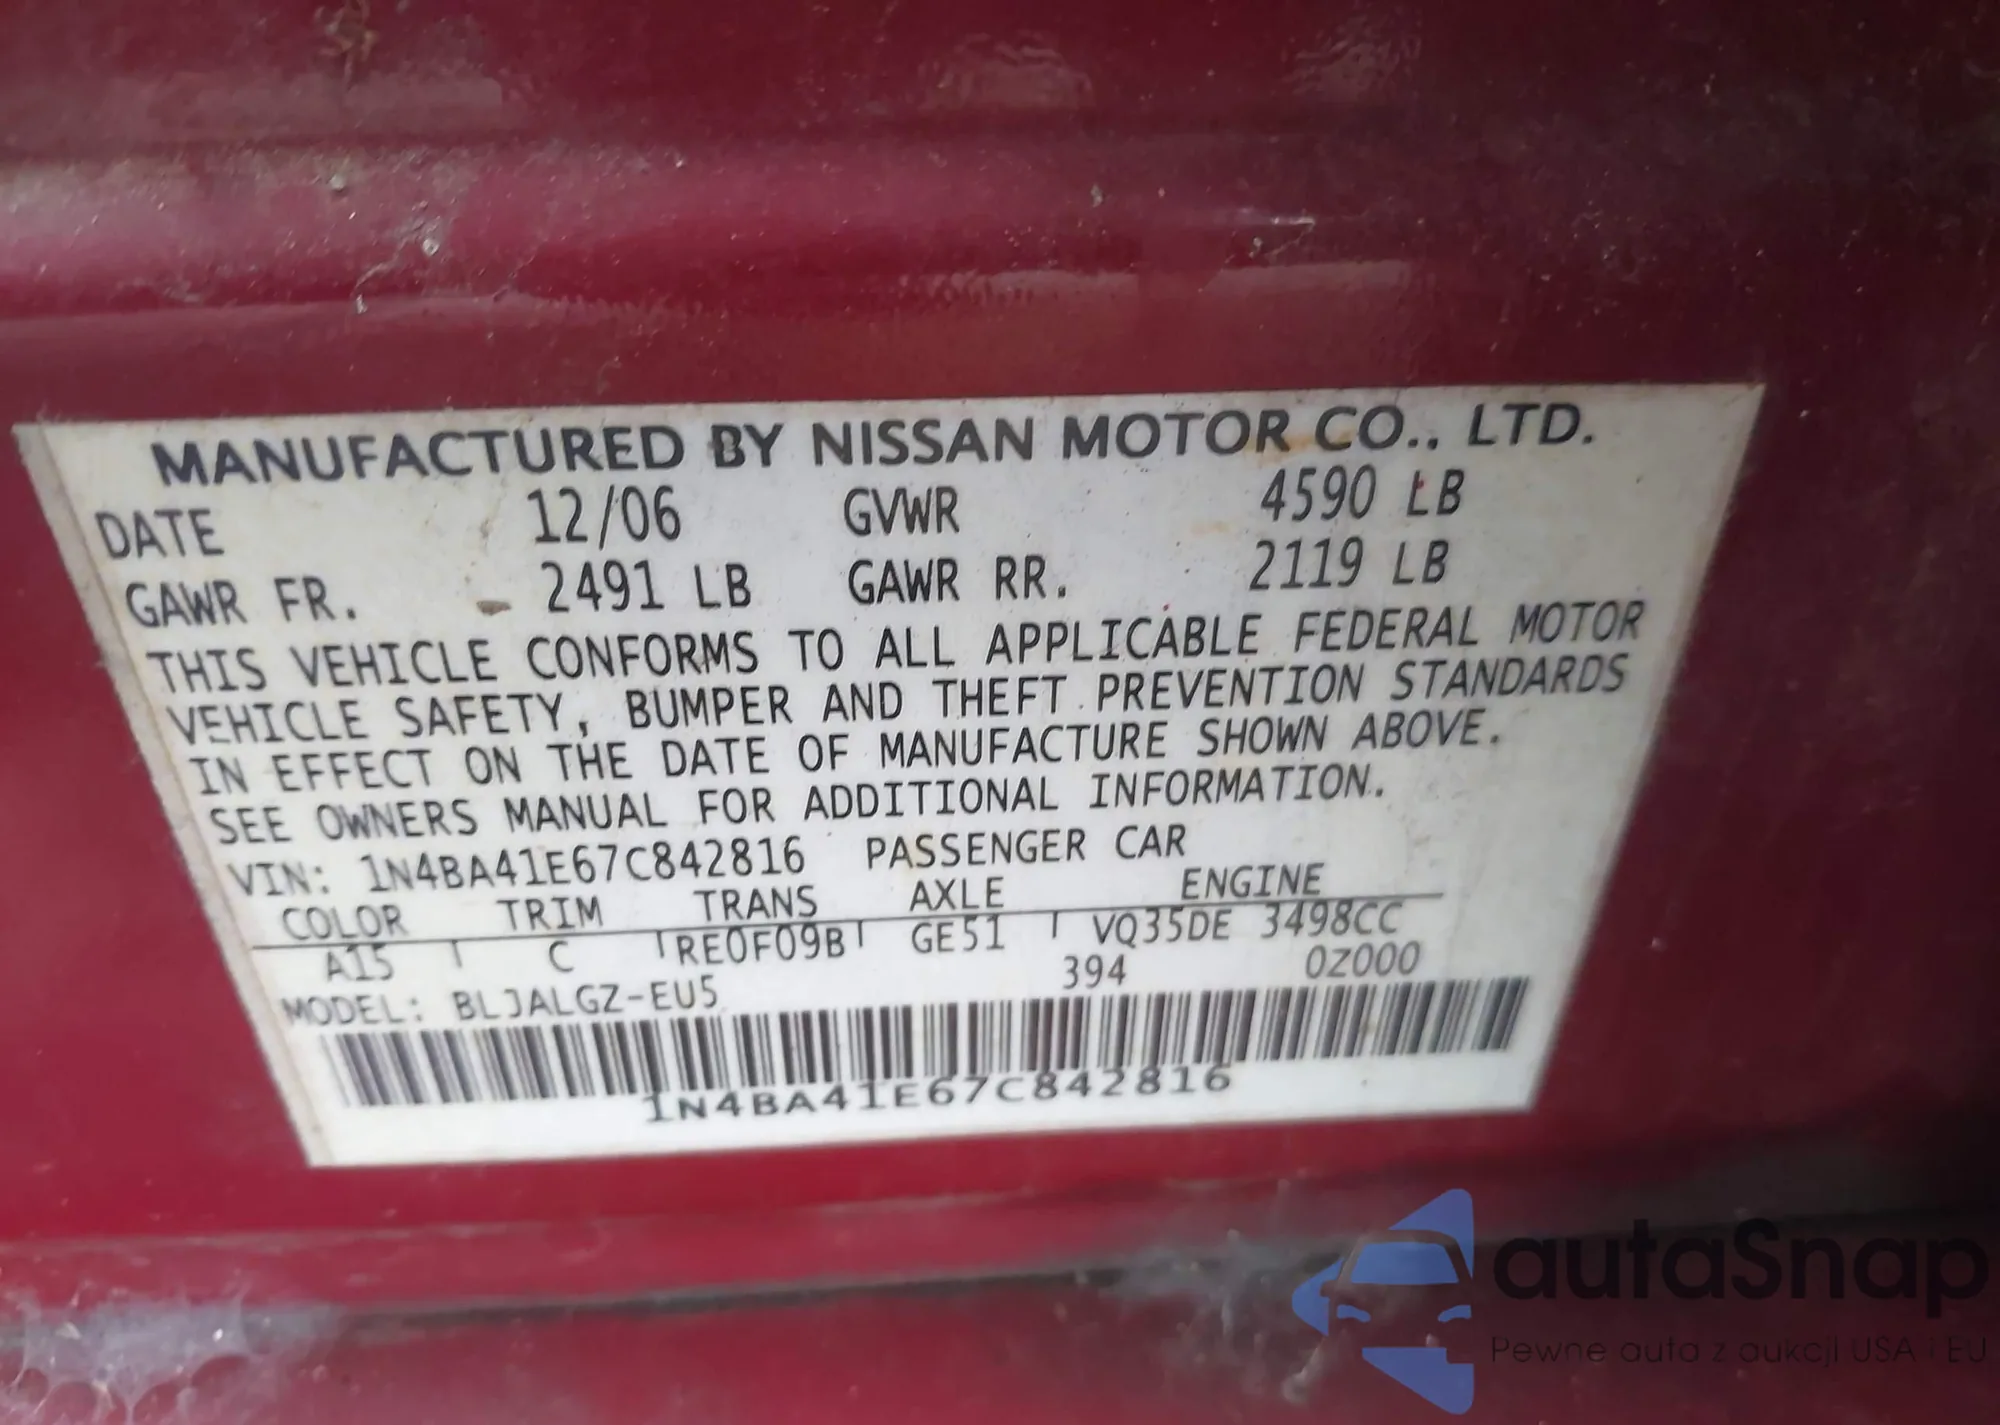 MANUFACTURED BY NISSAN MOTOR CO., LTD.
DATE 12/06 GVWR 4590 LB
GAWR FR. 2491 LB GAWR RR. 2119 LB
THIS VEHICLE CONFORMS TO ALL APPLICABLE FEDERAL MOTOR
VEHICLE SAFETY, BUMPER AND THEFT PREVENTION STANDARDS
IN EFFECT ON THE DATE OF MANUFACTURE SHOWN ABOVE.
SEE OWNERS MANUAL FOR ADDITIONAL INFORMATION.
VIN: 1N4BA41E67C842816 PASSENGER CAR
COLOR TRIM TRANS AXLE ENGINE
A15 C RE0F09B GE51 VQ35DE 3498CC
394 0Z000
MODEL: BLJALGZ-EU5
1N4BA41E67C842816
autaSnap
Pewne auta z aukcji USA i EU